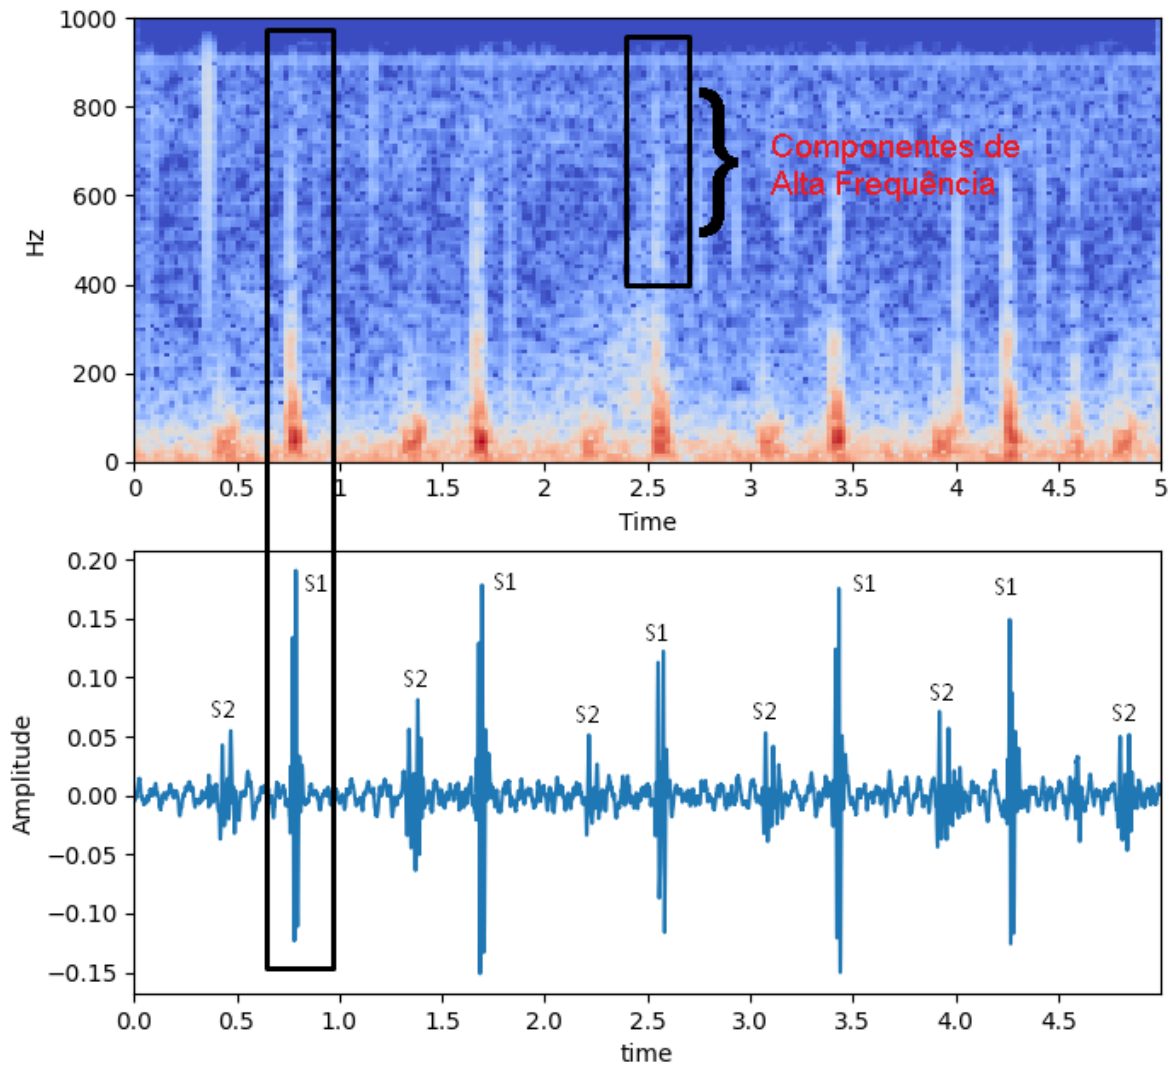 1000
800
600
400
200
0
Hz
Componentes de
Alta Frequência
0 0.5 1 1.5 2 2.5 3 3.5 4 4.5 5
Time
0.20
0.15
0.10
0.05
0.00
−0.05
−0.10
−0.15
Amplitude
S1 S1 S1 S1 S1
S2 S2 S2 S2 S2 S2
0.0 0.5 1.0 1.5 2.0 2.5 3.0 3.5 4.0 4.5
time